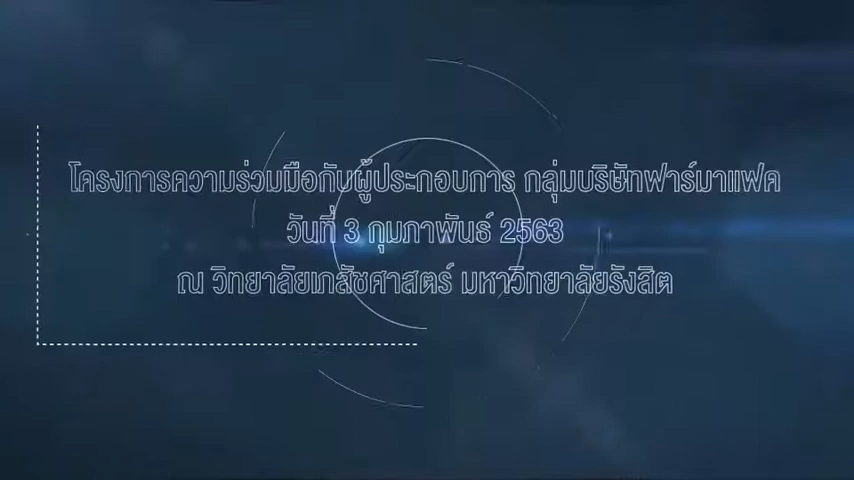 โครงการความร่วมมือกับผู้ประกอบการ กลุ่มบริษัทฟาร์มาแฟค
วันที่ 3 กุมภาพันธ์ 2563
ณ วิทยาลัยเภสัชศาสตร์ มหาวิทยาลัยรังสิต